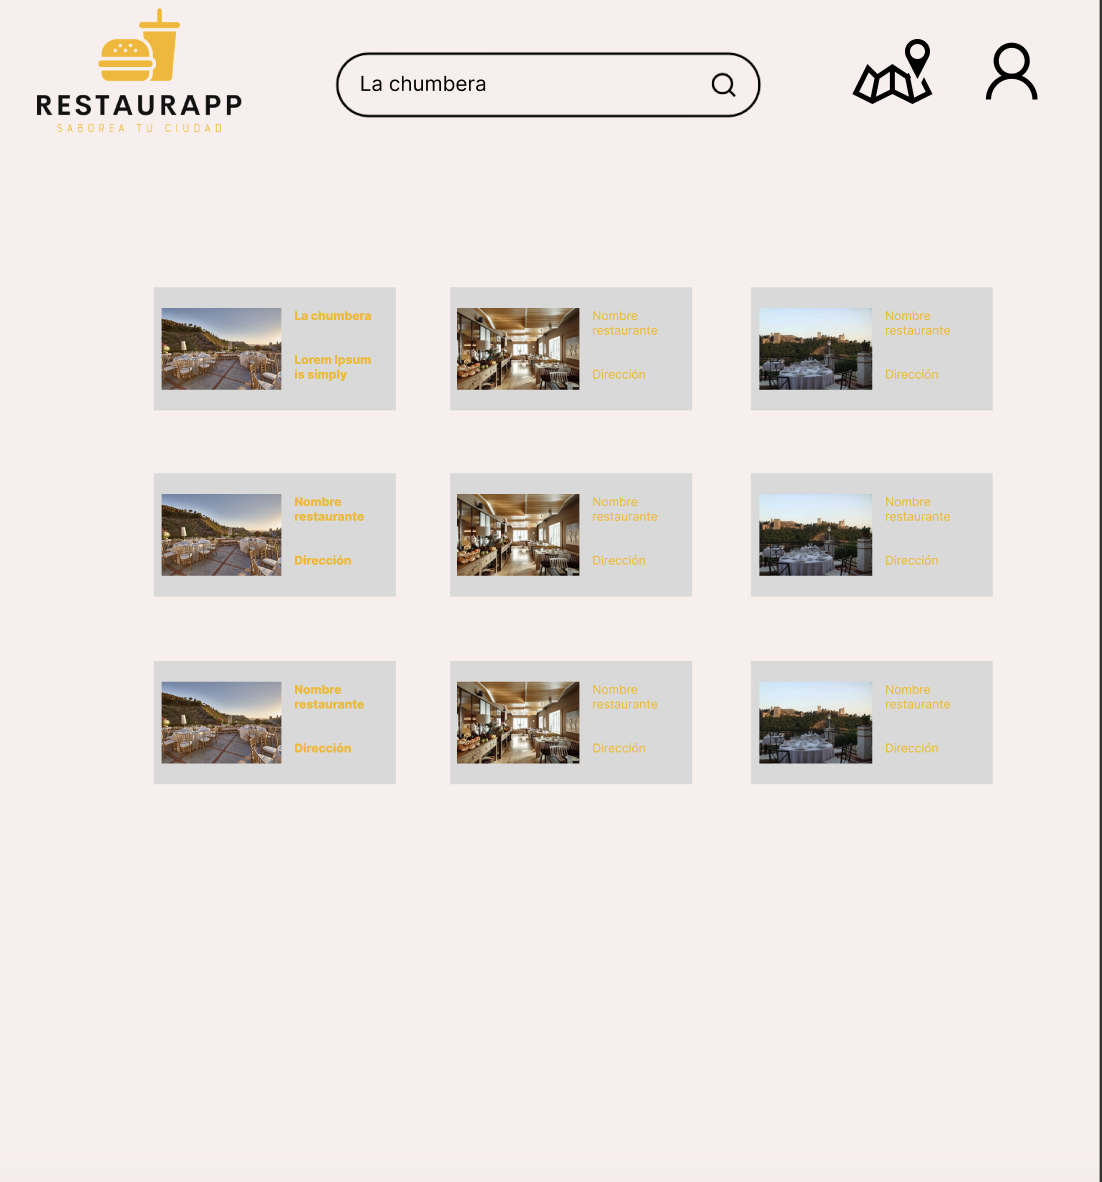 RESTAURAPP
SABOREA TU CIUDAD
La chumbera
La chumbera
Lorem Ipsum
is simply
Nombre
restaurante
Dirección
Nombre
restaurante
Dirección
Nombre
restaurante
Dirección
Nombre
restaurante
Dirección
Nombre
restaurante
Dirección
Nombre
restaurante
Dirección
Nombre
restaurante
Dirección
Nombre
restaurante
Dirección